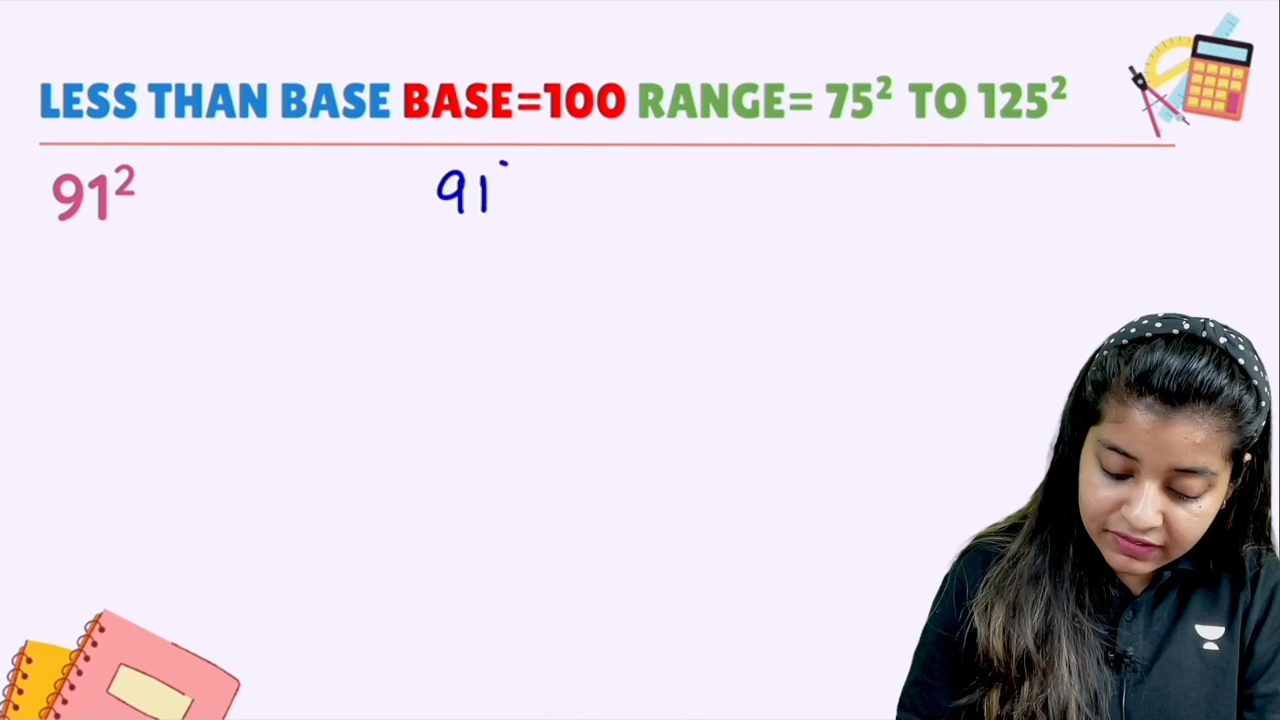 LESS THAN BASE BASE=100 RANGE= 75² TO 125²
91²
91